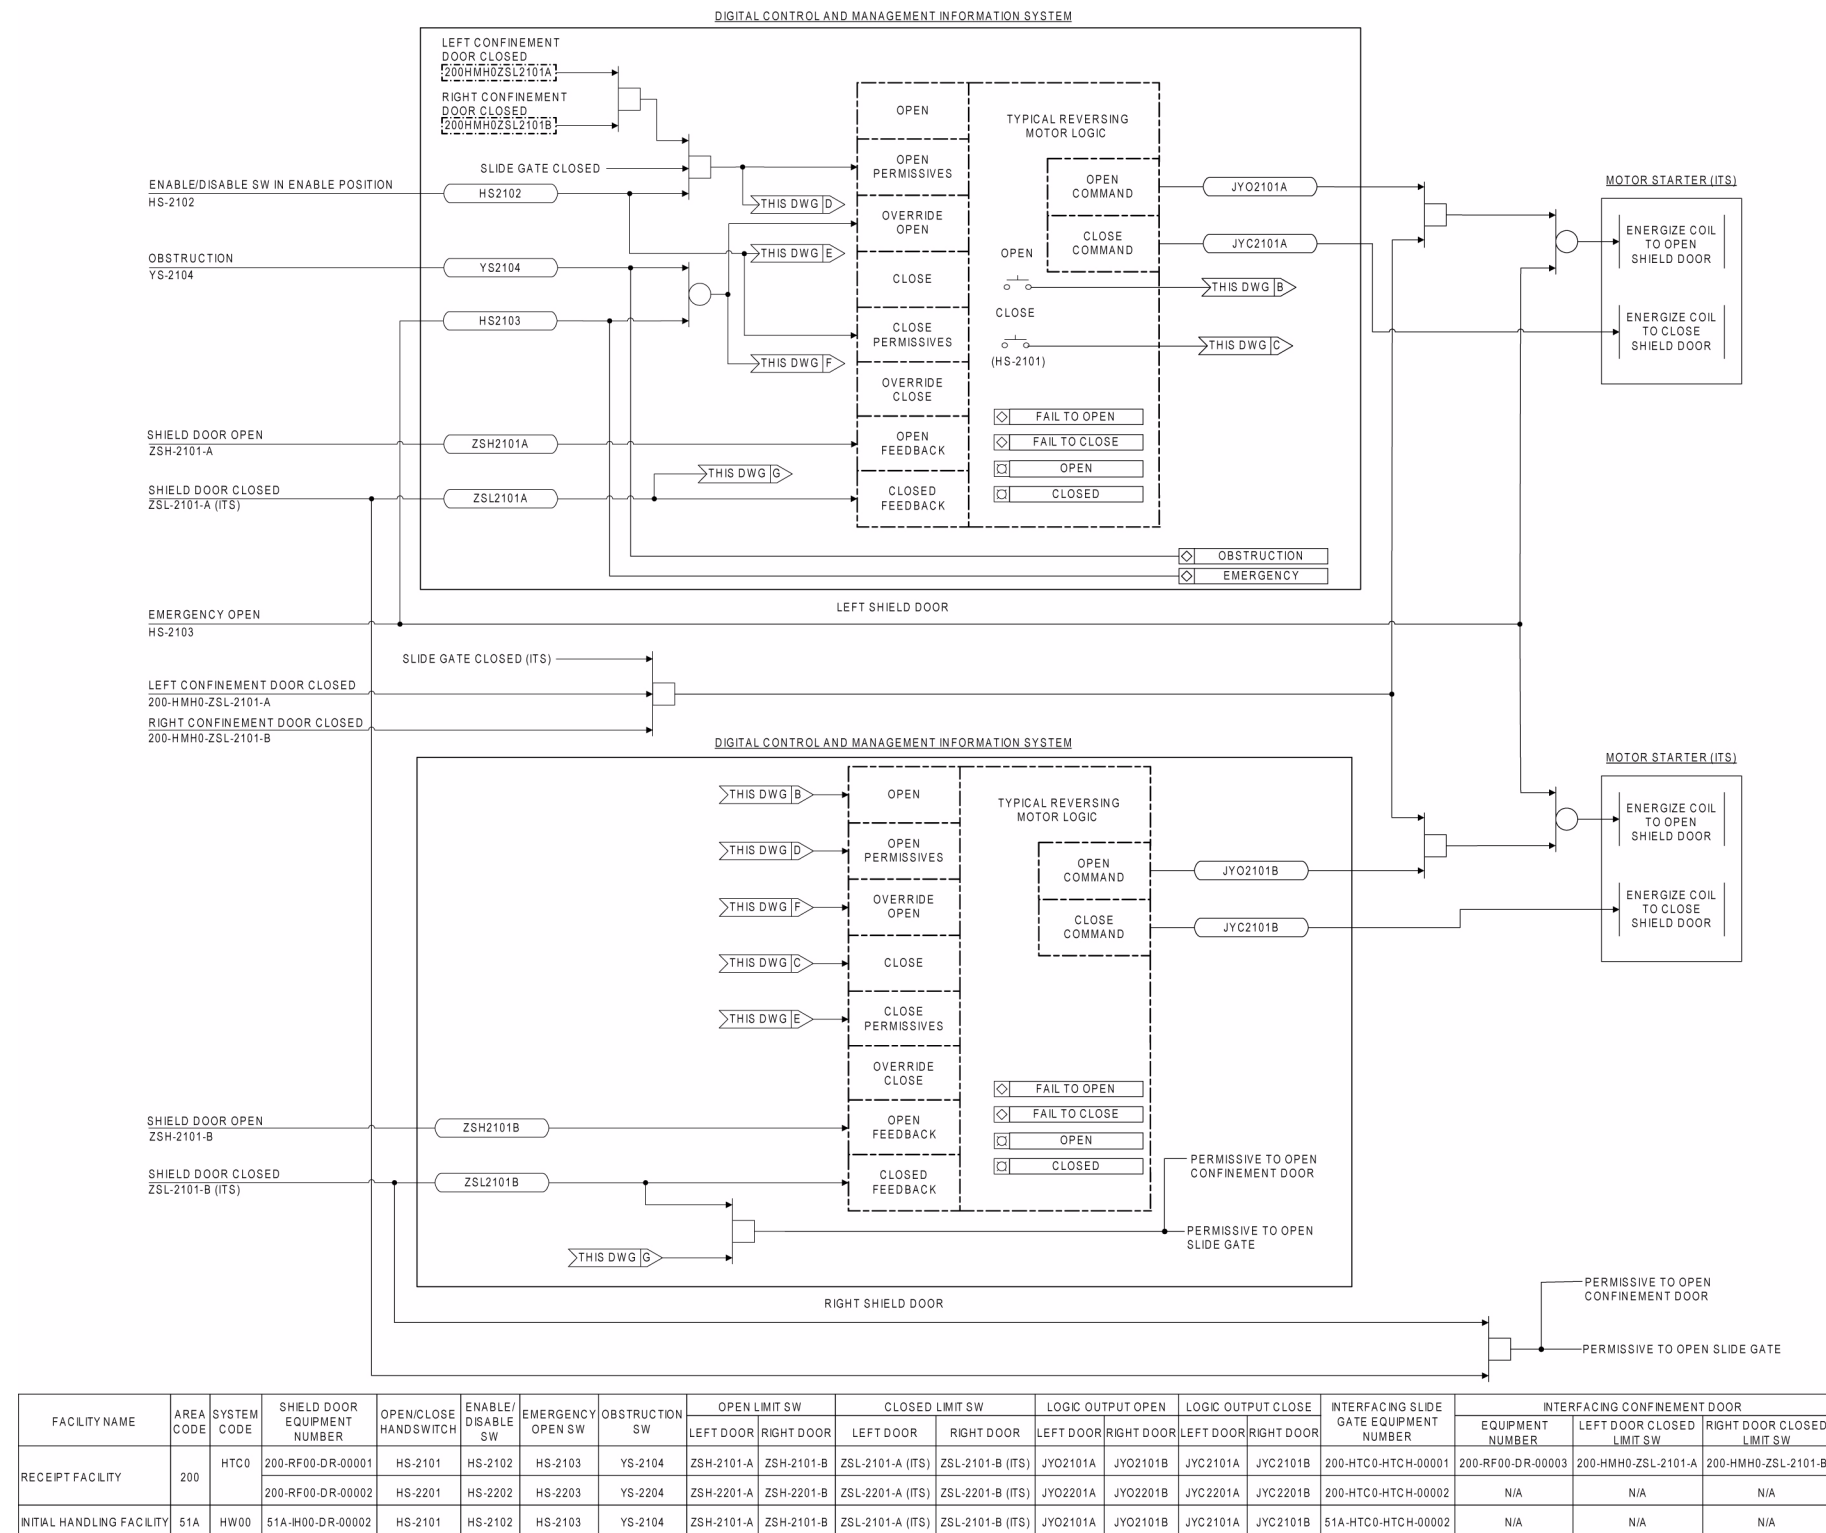 DIGITAL CONTROL AND MANAGEMENT INFORMATION SYSTEM
LEFT CONFINEMENT
DOOR CLOSED
200HMH0ZSL2101A
RIGHT CONFINEMENT
DOOR CLOSED
200HMH0ZSL2101B
SLIDE GATE CLOSED
ENABLE/DISABLE SW IN ENABLE POSITION
HS-2102
HS2102
OBSTRUCTION
YS-2104
YS2104
HS2103
SHIELD DOOR OPEN
ZSH-2101-A
ZSH2101A
SHIELD DOOR CLOSED
ZSL-2101-A (ITS)
ZSL2101A
THIS DWG D
THIS DWG E
THIS DWG F
THIS DWG G
OPEN
OPEN
PERMISSIVES
OVERRIDE
OPEN
CLOSE
CLOSE
PERMISSIVES
OVERRIDE
CLOSE
OPEN
FEEDBACK
CLOSED
FEEDBACK
TYPICAL REVERSING
MOTOR LOGIC
OPEN
COMMAND
CLOSE
COMMAND
OPEN
CLOSE
(HS-2101)
FAIL TO OPEN
FAIL TO CLOSE
OPEN
CLOSED
JYO2101A
JYC2101A
THIS DWG B
THIS DWG C
OBSTRUCTION
EMERGENCY
MOTOR STARTER (ITS)
ENERGIZE COIL
TO OPEN
SHIELD DOOR
ENERGIZE COIL
TO CLOSE
SHIELD DOOR
LEFT SHIELD DOOR
EMERGENCY OPEN
HS-2103
SLIDE GATE CLOSED (ITS)
LEFT CONFINEMENT DOOR CLOSED
200-HMH0-ZSL-2101-A
RIGHT CONFINEMENT DOOR CLOSED
200-HMH0-ZSL-2101-B
DIGITAL CONTROL AND MANAGEMENT INFORMATION SYSTEM
THIS DWG B
THIS DWG D
THIS DWG F
THIS DWG C
THIS DWG E
OPEN
OPEN
PERMISSIVES
OVERRIDE
OPEN
CLOSE
CLOSE
PERMISSIVES
OVERRIDE
CLOSE
OPEN
FEEDBACK
CLOSED
FEEDBACK
TYPICAL REVERSING
MOTOR LOGIC
OPEN
COMMAND
CLOSE
COMMAND
FAIL TO OPEN
FAIL TO CLOSE
OPEN
CLOSED
JYO2101B
JYC2101B
MOTOR STARTER (ITS)
ENERGIZE COIL
TO OPEN
SHIELD DOOR
ENERGIZE COIL
TO CLOSE
SHIELD DOOR
SHIELD DOOR OPEN
ZSH-2101-B
ZSH2101B
SHIELD DOOR CLOSED
ZSL-2101-B (ITS)
ZSL2101B
THIS DWG G
PERMISSIVE TO OPEN
CONFINEMENT DOOR
PERMISSIVE TO OPEN
SLIDE GATE
RIGHT SHIELD DOOR
PERMISSIVE TO OPEN
CONFINEMENT DOOR
PERMISSIVE TO OPEN SLIDE GATE
FACILITY NAME
AREA
CODE
SYSTEM
CODE
SHIELD DOOR
EQUIPMENT
NUMBER
OPEN/CLOSE
HANDSWITCH
ENABLE/
DISABLE
SW
EMERGENCY
OPEN SW
OBSTRUCTION
SW
OPEN LIMIT SW
LEFT DOOR RIGHT DOOR
CLOSED LIMIT SW
LEFT DOOR RIGHT DOOR
LOGIC OUTPUT OPEN
LEFT DOOR RIGHT DOOR
LOGIC OUTPUT CLOSE
LEFT DOOR RIGHT DOOR
INTERFACING SLIDE
GATE EQUIPMENT
NUMBER
INTERFACING CONFINEMENT DOOR
EQUIPMENT
NUMBER
LEFT DOOR CLOSED
LIMIT SW
RIGHT DOOR CLOSED
LIMIT SW
RECEIPT FACILITY 200 HTC0 200-RF00-DR-00001 HS-2101 HS-2102 HS-2103 YS-2104 ZSH-2101-A ZSH-2101-B ZSL-2101-A (ITS) ZSL-2101-B (ITS) JYO2101A JYO2101B JYC2101A JYC2101B 200-HTC0-HTCH-00001 200-RF00-DR-00003 200-HMH0-ZSL-2101-A 200-HMH0-ZSL-2101-B
200-RF00-DR-00002 HS-2201 HS-2202 HS-2203 YS-2204 ZSH-2201-A ZSH-2201-B ZSL-2201-A (ITS) ZSL-2201-B (ITS) JYO2201A JYO2201B JYC2201A JYC2201B 200-HTC0-HTCH-00002 N/A N/A N/A
INITIAL HANDLING FACILITY 51A HW00 51A-IH00-DR-00002 HS-2101 HS-2102 HS-2103 YS-2104 ZSH-2101-A ZSH-2101-B ZSL-2101-A (ITS) ZSL-2101-B (ITS) JYO2101A JYO2101B JYC2101A JYC2101B 51A-HTC0-HTCH-00002 N/A N/A N/A